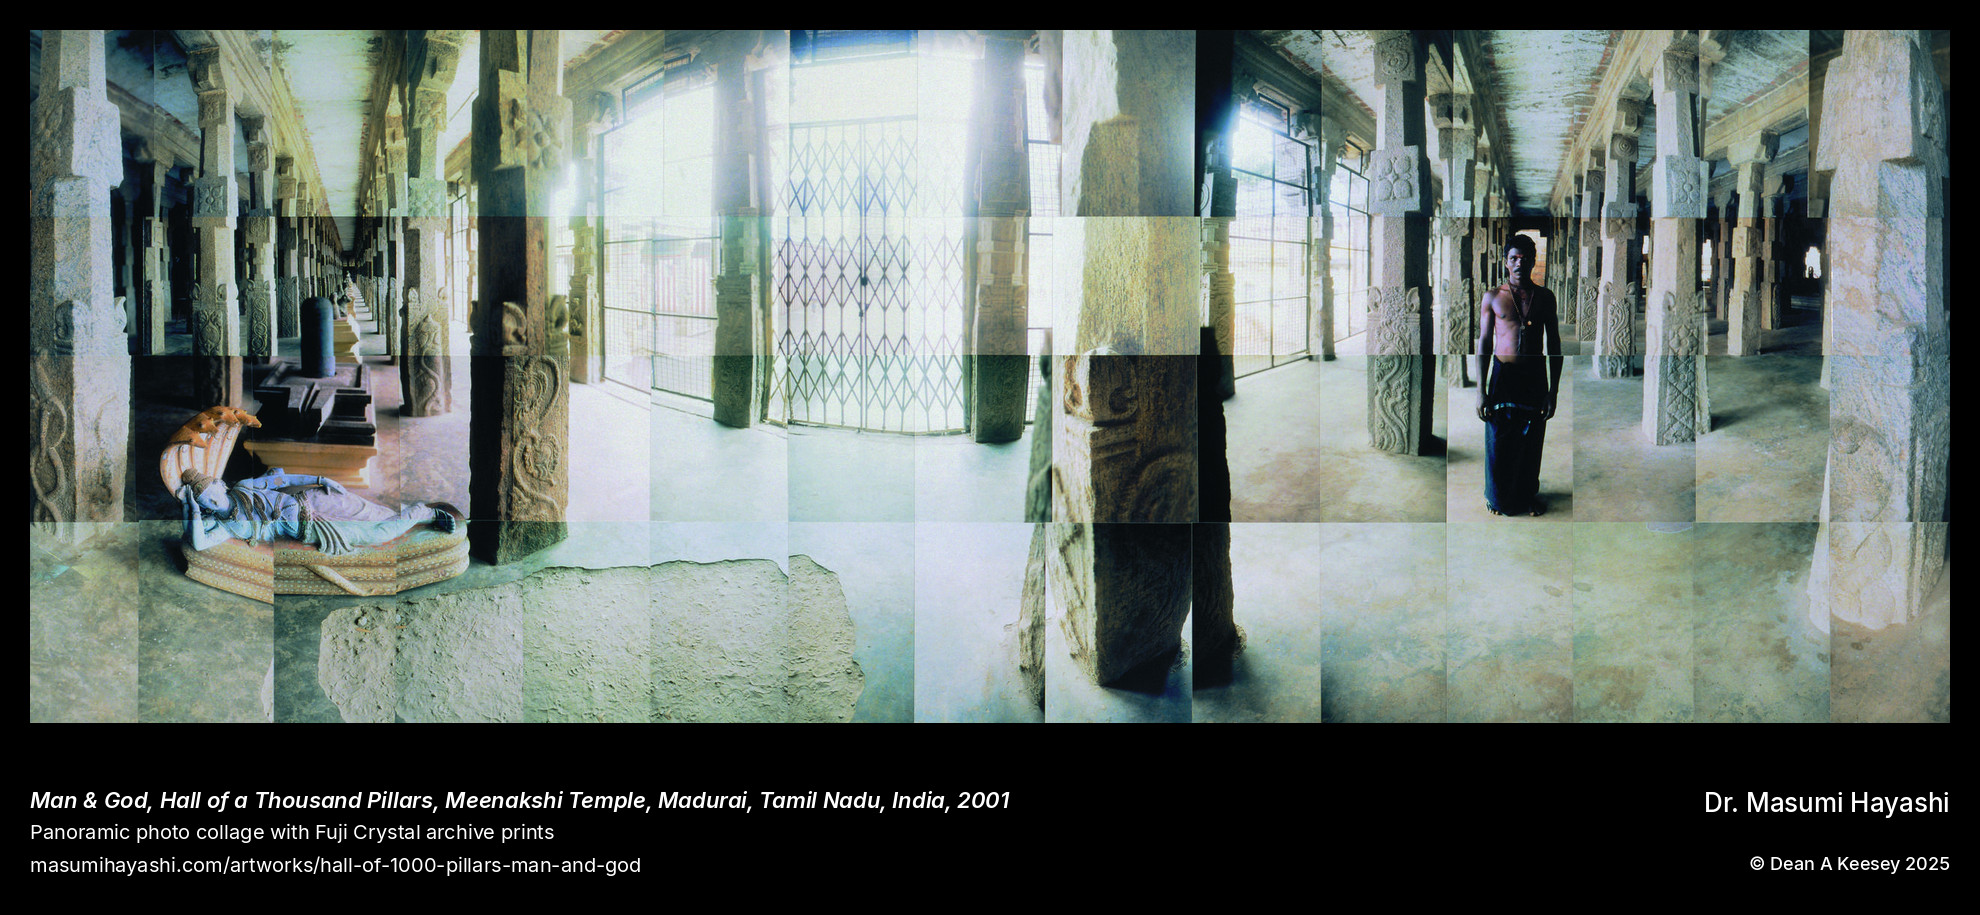 Man & God, Hall of a Thousand Pillars, Meenakshi Temple, Madurai, Tamil Nadu, India, 2001
Panoramic photo collage with Fuji Crystal archive prints
masumihayashi.com/artworks/hall-of-1000-pillars-man-and-god
Dr. Masumi Hayashi
© Dean A Keesey 2025